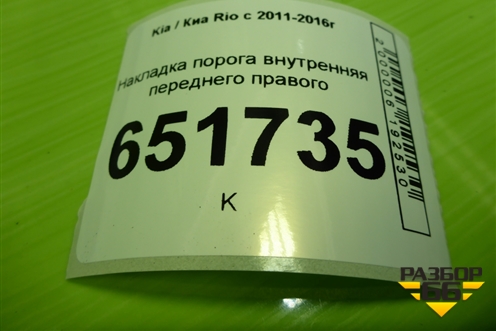 Kia / Киа Rio с 2011-2016г
Накладка порога внутренняя
переднего правого
651735
К
2000006192530
РАЗБОР
66